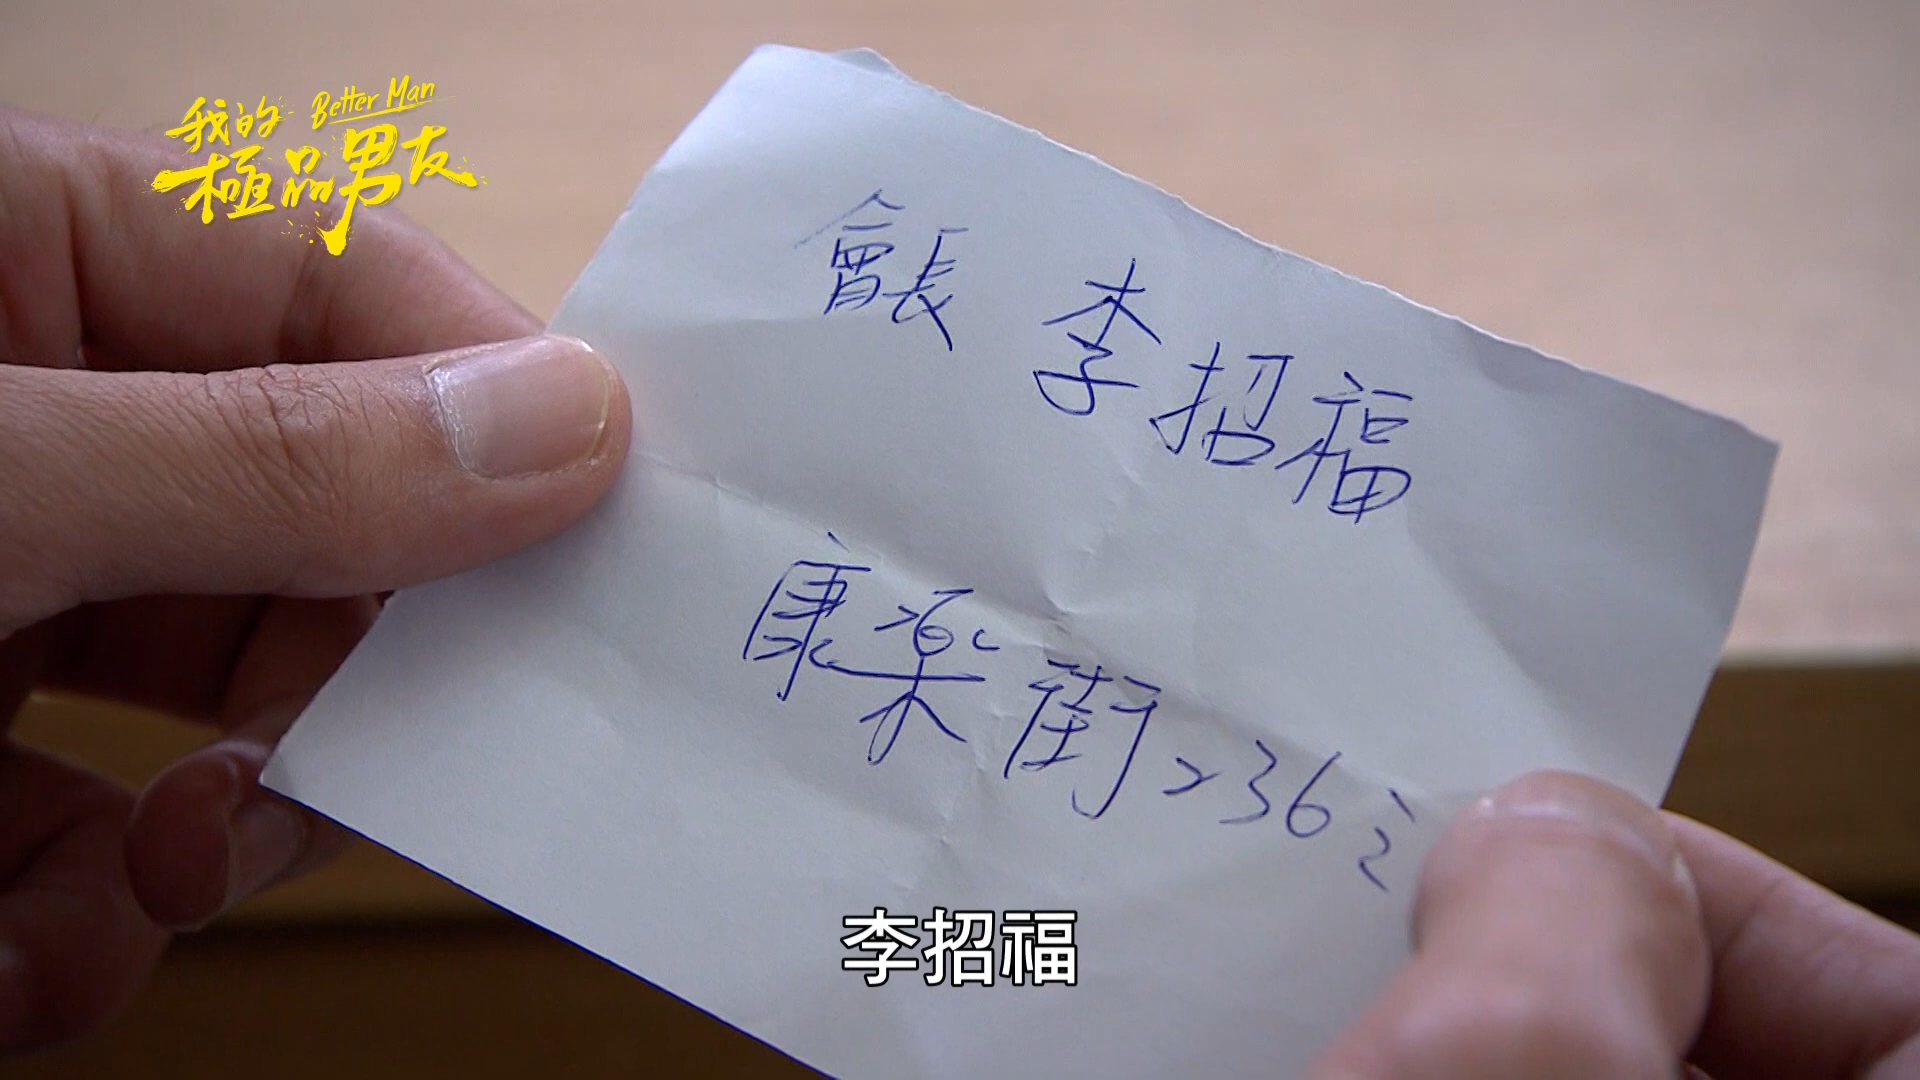 我的 Better Man
極品男友
會長 李招福
康樂街236之
李招福